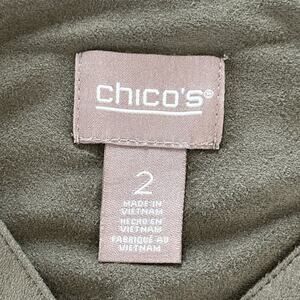 chico's®
2
MADE IN
VIETNAM
HECHO EN
VIETNAM
FABRIQUÉ AU
VIETNAM